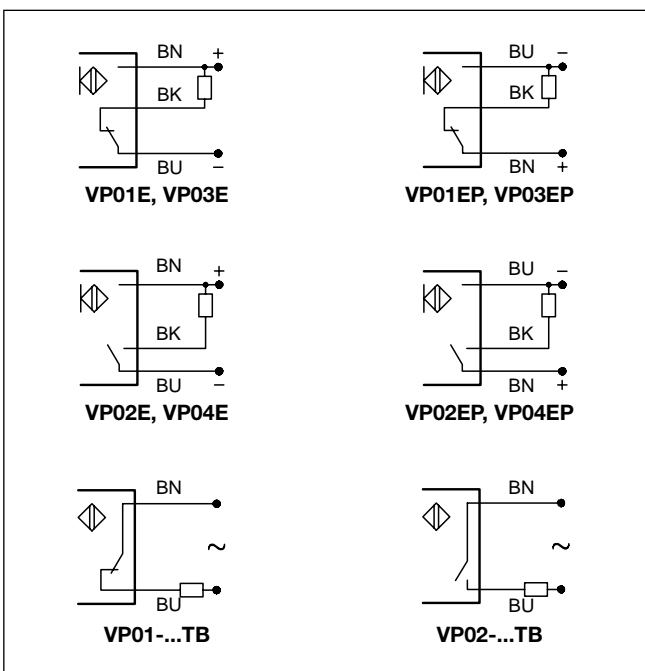 BN +
BK
BU −
VP01E, VP03E
BU −
BK
BN +
VP01EP, VP03EP
BN +
BK
BU −
VP02E, VP04E
BU −
BK
BN +
VP02EP, VP04EP
BN
~
BU
VP01-...TB
BN
~
BU
VP02-...TB